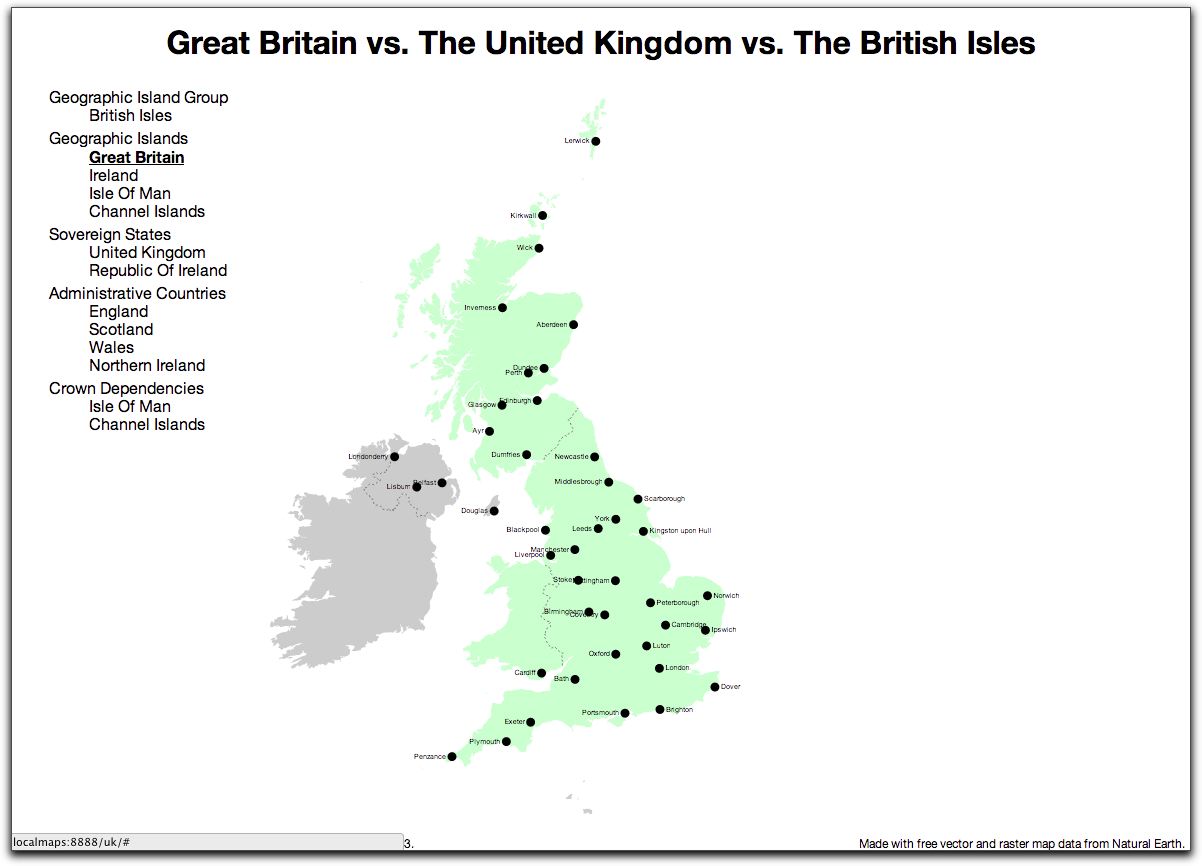 Great Britain vs. The United Kingdom vs. The British Isles
Geographic Island Group
British Isles
Geographic Islands
Great Britain
Ireland
Isle Of Man
Channel Islands
Sovereign States
United Kingdom
Republic Of Ireland
Administrative Countries
England
Scotland
Wales
Northern Ireland
Crown Dependencies
Isle Of Man
Channel Islands
Lerwick
Kirkwall
Wick
Inverness
Aberdeen
Dundee
Perth
Edinburgh
Glasgow
Ayr
Dumfries
Londonderry
Newcastle
Belfast
Lisburn
Middlesbrough
Scarborough
Douglas
York
Blackpool
Leeds
Kingston upon Hull
Manchester
Liverpool
Stoke
ttingham
Norwich
Peterborough
Birmingham
Coventry
Cambridge
Ipswich
Luton
Oxford
London
Cardiff
Bath
Dover
Portsmouth
Brighton
Exeter
Plymouth
Penzance
localmaps:8888/uk/#
3.
Made with free vector and raster map data from Natural Earth.